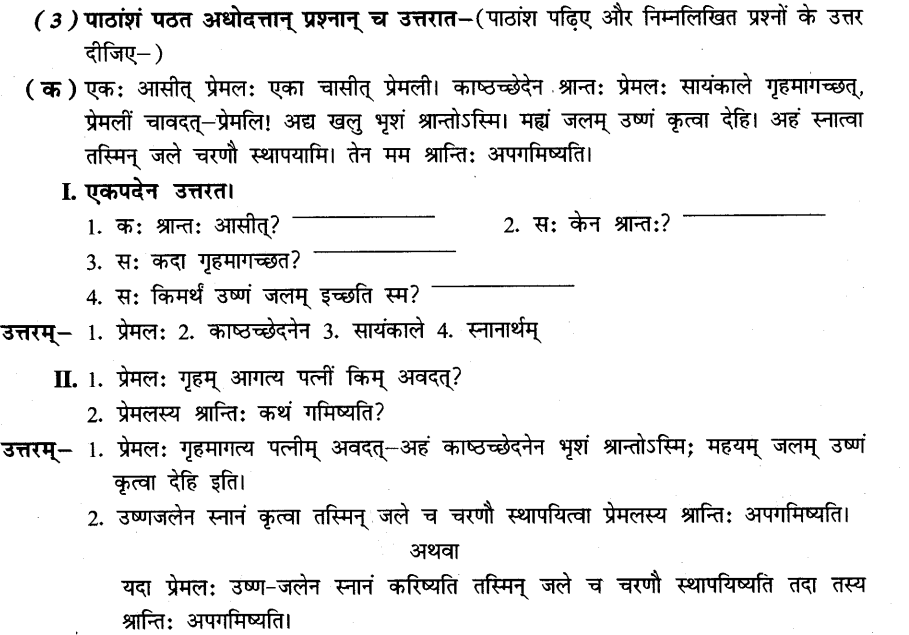 (3) पाठांशं पठत अधोदत्तान् प्रश्नान् च उत्तरात–(पाठांश पढ़िए और निम्नलिखित प्रश्नों के उत्तर
दीजिए–)
(क) एकः आसीत् प्रेमलः एका चासीत् प्रेमली। काष्ठच्छेदेन श्रान्तः प्रेमलः सायंकाले गृहमागच्छत्,
प्रेमलीं चावदत्–प्रेमलि! अद्य खलु भृशं श्रान्तोऽस्मि। मह्यं जलम् उष्णं कृत्वा देहि। अहं स्नात्वा
तस्मिन् जले चरणौ स्थापयामि। तेन मम श्रान्तिः अपगमिष्यति।
I. एकपदेन उत्तरत।
1. कः श्रान्तः आसीत्? 2. सः केन श्रान्तः?
3. सः कदा गृहमागच्छत?
4. सः किमर्थं उष्णं जलम् इच्छति स्म?
उत्तरम्– 1. प्रेमलः 2. काष्ठच्छेदनेन 3. सायंकाले 4. स्नानार्थम्
II. 1. प्रेमलः गृहम् आगत्य पत्नीं किम् अवदत्?
2. प्रेमलस्य श्रान्तिः कथं गमिष्यति?
उत्तरम्– 1. प्रेमलः गृहमागत्य पत्नीम् अवदत्–अहं काष्ठच्छेदनेन भृशं श्रान्तोऽस्मि; महयम् जलम् उष्णं
कृत्वा देहि इति।
2. उष्णजलेन स्नानं कृत्वा तस्मिन् जले च चरणौ स्थापयित्वा प्रेमलस्य श्रान्तिः अपगमिष्यति।
अथवा
यदा प्रेमलः उष्ण-जलेन स्नानं करिष्यति तस्मिन् जले च चरणौ स्थापयिष्यति तदा तस्य
श्रान्तिः अपगमिष्यति।